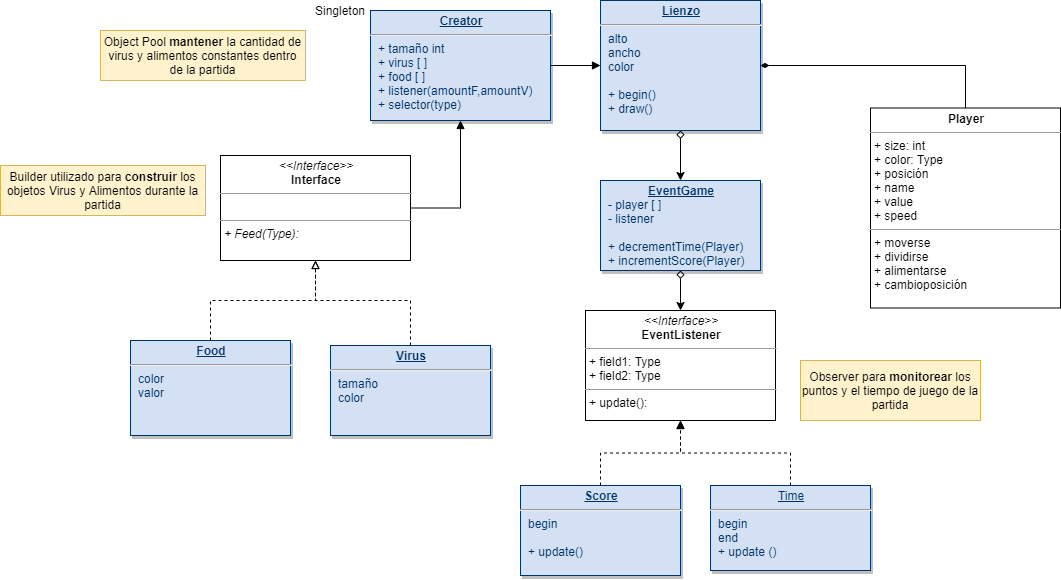 Singleton
Object Pool mantener la cantidad de
virus y alimentos constantes dentro
de la partida
Creator
+ tamaño int
+ virus [ ]
+ food [ ]
+ listener(amountF,amountV)
+ selector(type)
Lienzo
alto
ancho
color
+ begin()
+ draw()
Player
+ size: int
+ color: Type
+ posición
+ name
+ value
+ speed
+ moverse
+ dividirse
+ alimentarse
+ cambioposición
Builder utilizado para construir los
objetos Virus y Alimentos durante la
partida
<<Interface>>
Interface
+ Feed(Type):
EventGame
- player [ ]
- listener
+ decrementTime(Player)
+ incrementScore(Player)
<<Interface>>
EventListener
+ field1: Type
+ field2: Type
+ update():
Food
color
valor
Virus
tamaño
color
Observer para monitorear los
puntos y el tiempo de juego de la
partida
Score
begin
+ update()
Time
begin
end
+ update ()